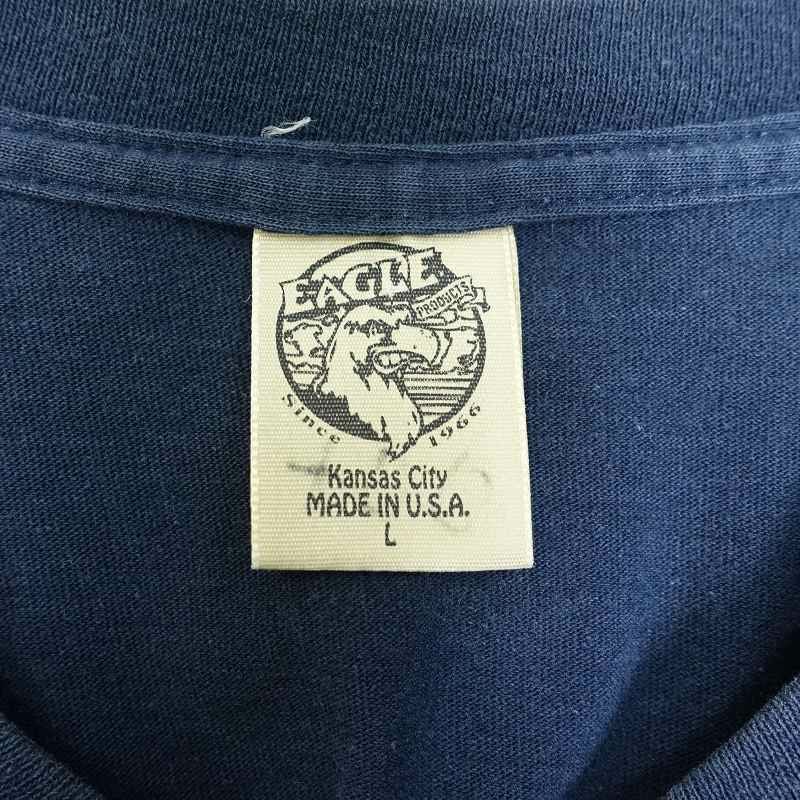 EAGLE
PRODUCTS
Since 1966
Kansas City
MADE IN U.S.A.
L